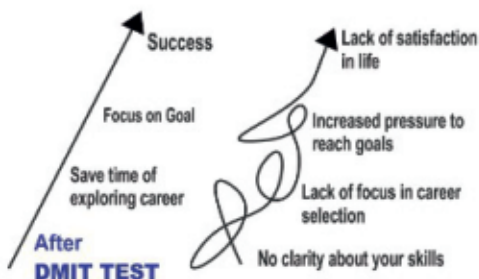 Success
Focus on Goal
Save time of
exploring career
After
DMIT TEST
Lack of satisfaction
in life
Increased pressure to
reach goals
Lack of focus in career
selection
No clarity about your skills